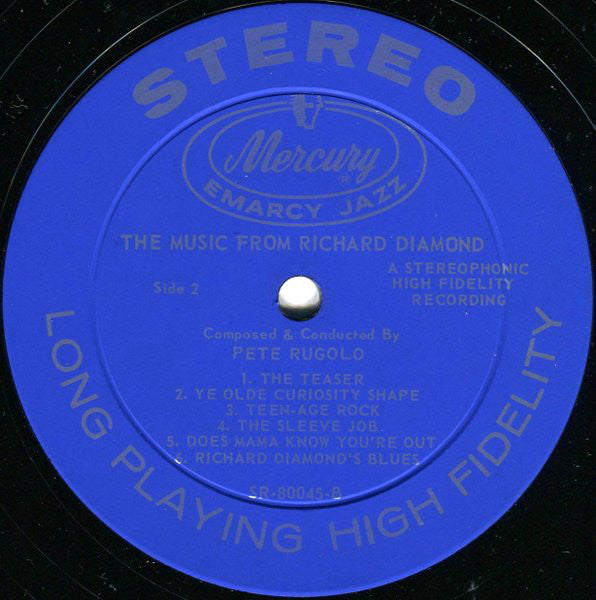 STEREO
Mercury
®
EMARCY JAZZ
THE MUSIC FROM RICHARD DIAMOND
Side 2
A STEREOPHONIC
HIGH FIDELITY
RECORDING
Composed & Conducted By
PETE RUGOLO
1. THE TEASER
2. YE OLDE CURIOSITY SHAPE
3. TEEN-AGE ROCK
4. THE SLEEVE JOB.
5. DOES MAMA KNOW YOU'RE OUT
6. RICHARD DIAMOND'S BLUES
SR-80045-B
LONG PLAYING HIGH FIDELITY